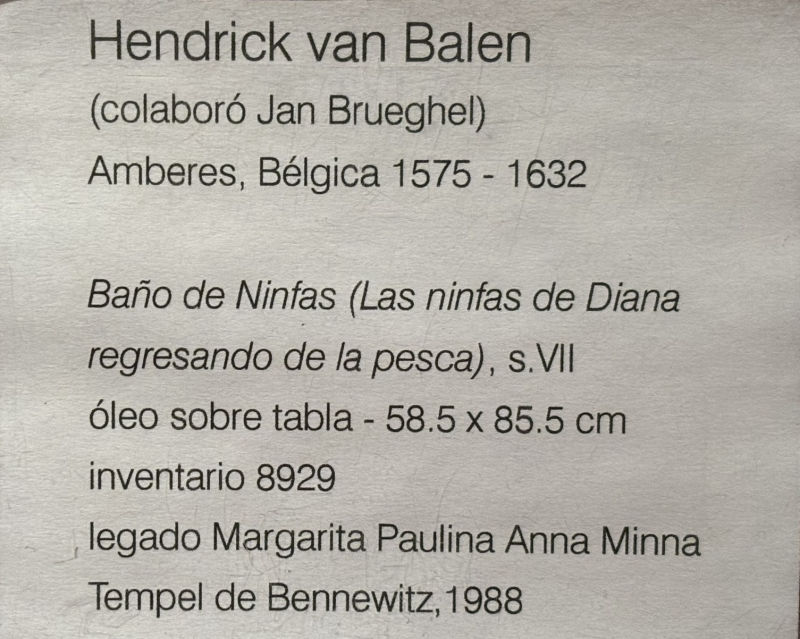 Hendrick van Balen
(colaboró Jan Brueghel)
Amberes, Bélgica 1575 - 1632
Baño de Ninfas (Las ninfas de Diana
regresando de la pesca), s.VII
óleo sobre tabla - 58.5 x 85.5 cm
inventario 8929
legado Margarita Paulina Anna Minna
Tempel de Bennewitz,1988